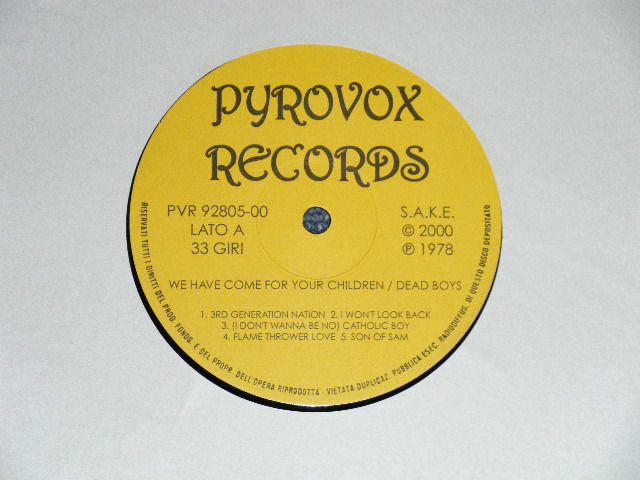 PYROVOX
RECORDS
PVR 92805-00
LATO A
33 GIRI
S.A.K.E.
© 2000
℗ 1978
WE HAVE COME FOR YOUR CHILDREN / DEAD BOYS
1. 3RD GENERATION NATION 2. I WON'T LOOK BACK
3. (I DON'T WANNA BE NO) CATHOLIC BOY
4. FLAME THROWER LOVE 5. SON OF SAM
RISERVATI TUTTI I DIRITTI DEL PROD. FONOG. E DEL PROPR. DELL'OPERA RIPRODOTTA - VIETATA DUPLICAZ. PUBBLICA ESEC. RADIODIFFUS. DI QUESTO DISCO DEPOSITATO